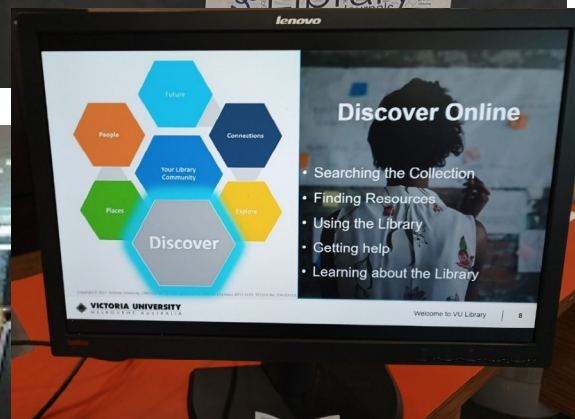 Library
lenovo
Future
People
Connections
Your Library
Community
Places
Explore
Discover
Discover Online
• Searching the Collection
• Finding Resources
• Using the Library
• Getting help
• Learning about the Library
VICTORIA UNIVERSITY
MELBOURNE AUSTRALIA
Welcome to VU Library
8